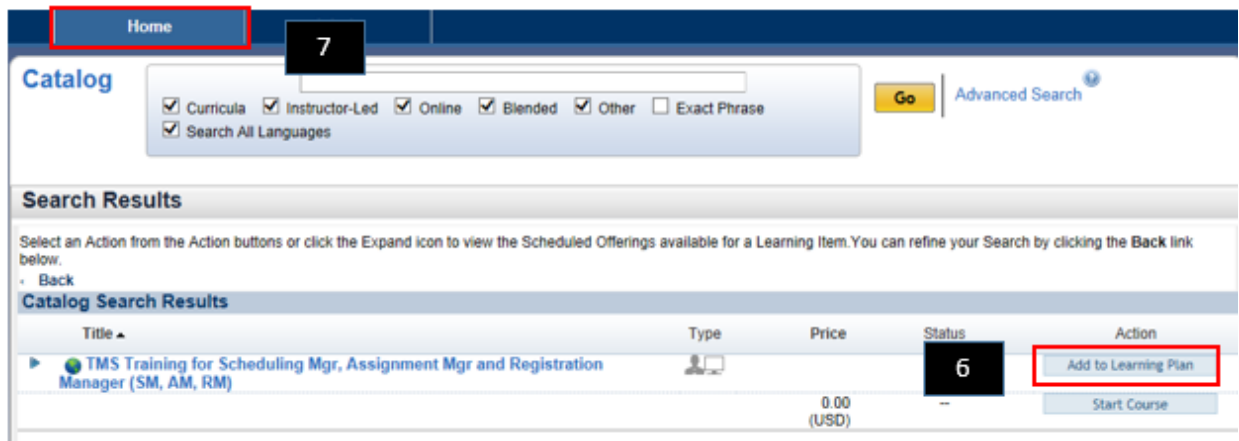 Home
7
Catalog
Curricula Instructor-Led Online Blended Other Exact Phrase
Search All Languages
Go
Advanced Search
Search Results
Select an Action from the Action buttons or click the Expand icon to view the Scheduled Offerings available for a Learning Item.You can refine your Search by clicking the Back link
below.
Back
Catalog Search Results
Title Type Price Status Action
TMS Training for Scheduling Mgr, Assignment Mgr and Registration
Manager (SM, AM, RM)
6
Add to Learning Plan
0.00
(USD)
--
Start Course